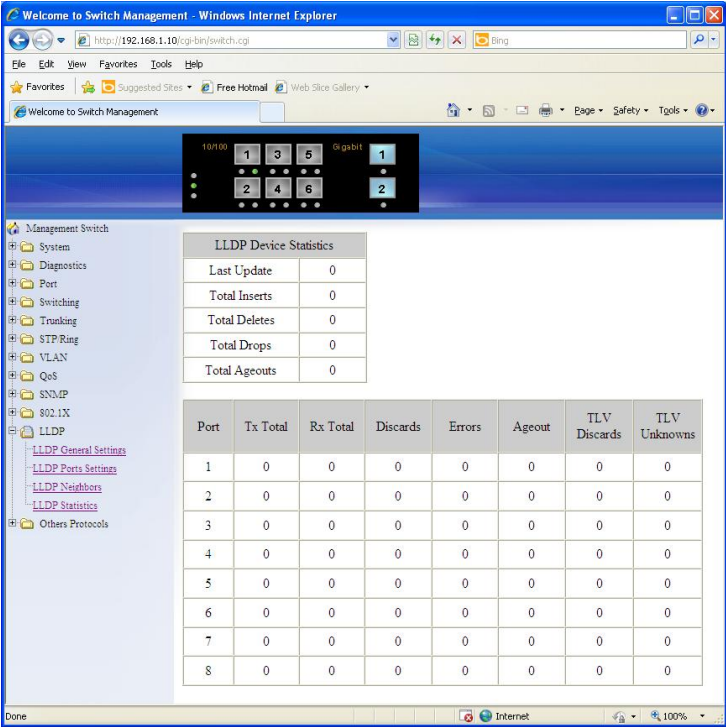 Welcome to Switch Management - Windows Internet Explorer
http://192.168.1.10/cgi-bin/switch.cgi
Bing
File Edit View Favorites Tools Help
Favorites Suggested Sites Free Hotmail Web Slice Gallery
Welcome to Switch Management
Page Safety Tools
10/100 1 3 5 Gigabit 1
2 4 6 2
Management Switch
System
Diagnostics
Port
Switching
Trunking
STP/Ring
VLAN
QoS
SNMP
802.1X
LLDP
LLDP General Settings
LLDP Ports Settings
LLDP Neighbors
LLDP Statistics
Others Protocols
LLDP Device Statistics
Last Update 0
Total Inserts 0
Total Deletes 0
Total Drops 0
Total Ageouts 0
Port Tx Total Rx Total Discards Errors Ageout TLV Discards TLV Unknowns
1 0 0 0 0 0 0 0
2 0 0 0 0 0 0 0
3 0 0 0 0 0 0 0
4 0 0 0 0 0 0 0
5 0 0 0 0 0 0 0
6 0 0 0 0 0 0 0
7 0 0 0 0 0 0 0
8 0 0 0 0 0 0 0
Done Internet 100%